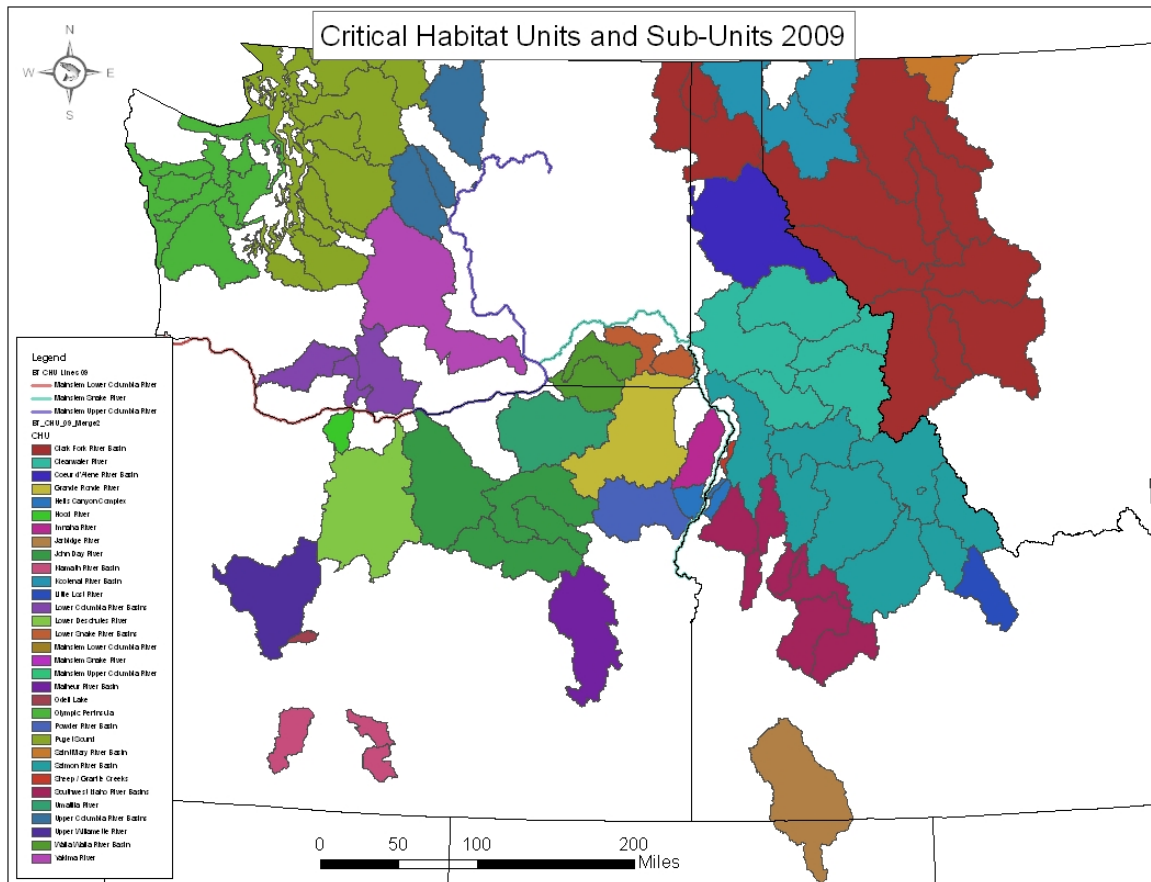 Critical Habitat Units and Sub-Units 2009
N
W E
S
Legend
BT CHU Lines 09
Mainstem Lower Columbia River
Mainstem Snake River
Mainstem Upper Columbia River
BT_CHU_09_Merge2
CHU
Clark Fork River Basin
Clearwater River
Coeur d'Alene River Basin
Grande Ronde River
Hells Canyon Complex
Hood River
Imnaha River
Jarbidge River
John Day River
Klamath River Basin
Kootenai River Basin
Little Lost River
Lower Columbia River Basins
Lower Deschutes River
Lower Snake River Basins
Mainstem Lower Columbia River
Mainstem Snake River
Mainstem Upper Columbia River
Malheur River Basin
Odell Lake
Olympic Peninsula
Powder River Basin
Puget Sound
Saint Mary River Basin
Salmon River Basin
Sheep / Granite Creeks
Southwest Idaho River Basins
Umatilla River
Upper Columbia River Basins
Upper Willamette River
Walla Walla River Basin
Yakima River
0 50 100 200
Miles